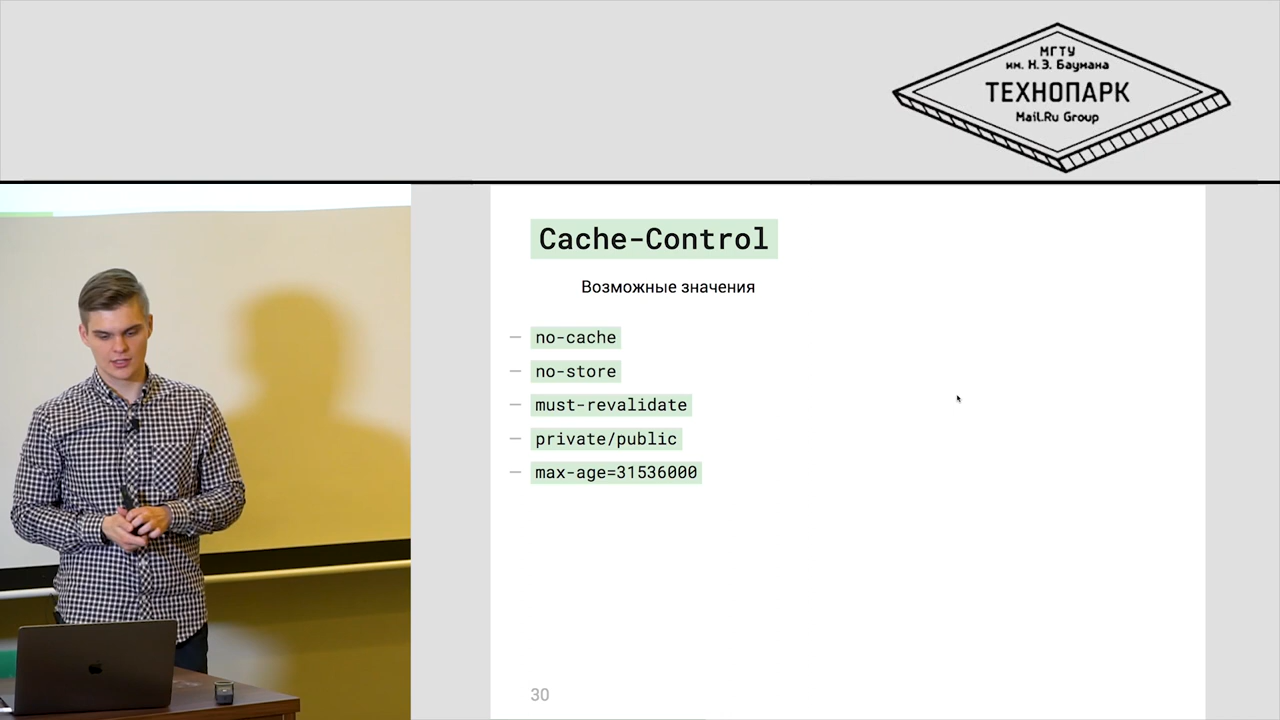 МГТУ
им. Н.Э. Баумана
ТЕХНОПАРК
Mail.Ru Group
Cache-Control
Возможные значения
— no-cache
— no-store
— must-revalidate
— private/public
— max-age=31536000
30